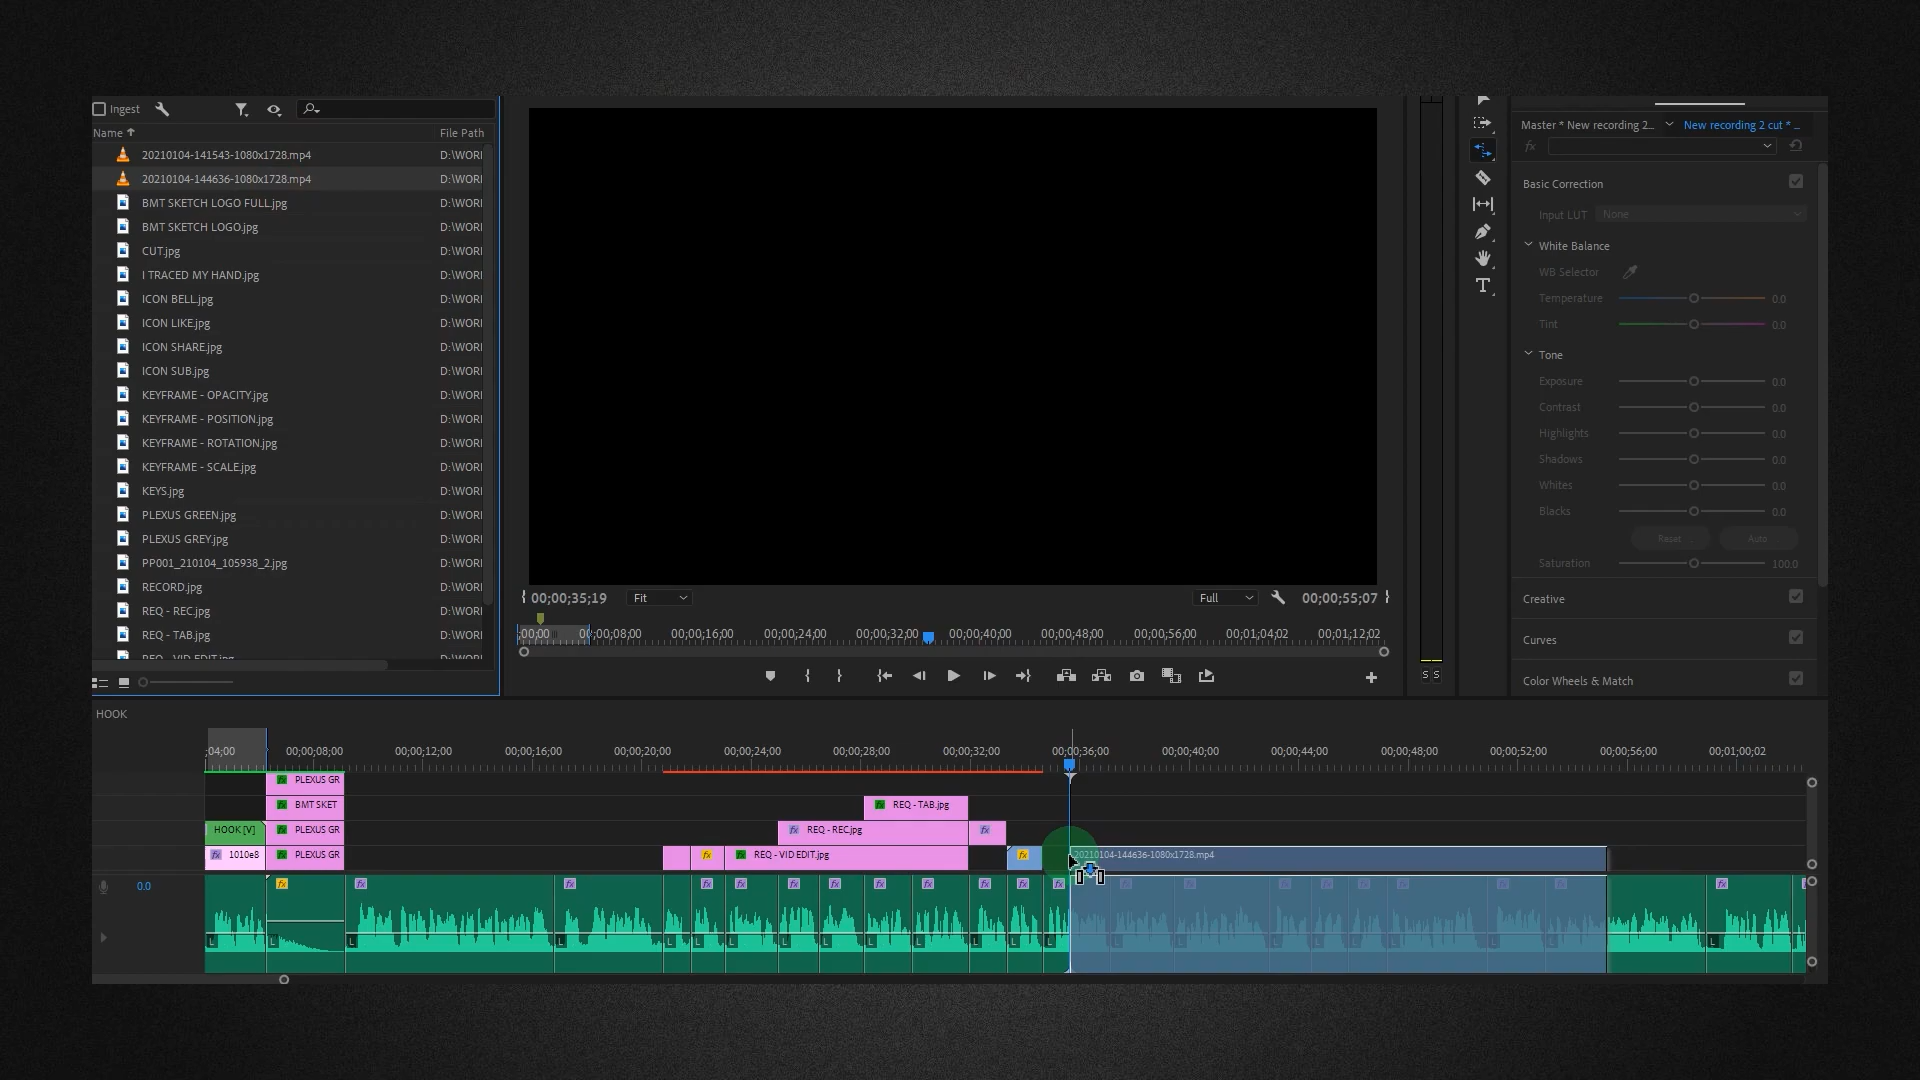 Ingest
Name
File Path
20210104-141543-1080x1728.mp4
D:\WORI
20210104-144636-1080x1728.mp4
D:\WORI
BMT SKETCH LOGO FULL.jpg
D:\WORI
BMT SKETCH LOGO.jpg
D:\WORI
CUT.jpg
D:\WORI
I TRACED MY HAND.jpg
D:\WORI
ICON BELL.jpg
D:\WORI
ICON LIKE.jpg
D:\WORI
ICON SHARE.jpg
D:\WORI
ICON SUB.jpg
D:\WORI
KEYFRAME - OPACITY.jpg
D:\WORI
KEYFRAME - POSITION.jpg
D:\WORI
KEYFRAME - ROTATION.jpg
D:\WORI
KEYFRAME - SCALE.jpg
D:\WORI
KEYS.jpg
D:\WORI
PLEXUS GREEN.jpg
D:\WORI
PLEXUS GREY.jpg
D:\WORI
PP001_210104_105938_2.jpg
D:\WORI
RECORD.jpg
D:\WORI
REQ - REC.jpg
D:\WORI
REQ - TAB.jpg
D:\WORI
REQ - VID EDIT.jpg
D:\WORI
00;00;35;19
Fit
Full
00;00;55;07
;00;00
00;00;08;00
00;00;16;00
00;00;24;00
00;00;32;00
00;00;40;00
00;00;48;00
00;00;56;00
00;01;04;02
00;01;12;02
S S
Master * New recording 2...
New recording 2 cut * ...
fx
Basic Correction
Input LUT
None
White Balance
WB Selector
Temperature
0.0
Tint
0.0
Tone
Exposure
0.0
Contrast
0.0
Highlights
0.0
Shadows
0.0
Whites
0.0
Blacks
0.0
Reset
Auto
Saturation
100.0
Creative
Curves
Color Wheels & Match
HOOK
;04;00
00;00;08;00
00;00;12;00
00;00;16;00
00;00;20;00
00;00;24;00
00;00;28;00
00;00;32;00
00;00;36;00
00;00;40;00
00;00;44;00
00;00;48;00
00;00;52;00
00;00;56;00
00;01;00;02
PLEXUS GR
BMT SKET
REQ - TAB.jpg
HOOK [V]
PLEXUS GR
REQ - REC.jpg
1010e8
PLEXUS GR
REQ - VID EDIT.jpg
20210104-144636-1080x1728.mp4
0.0